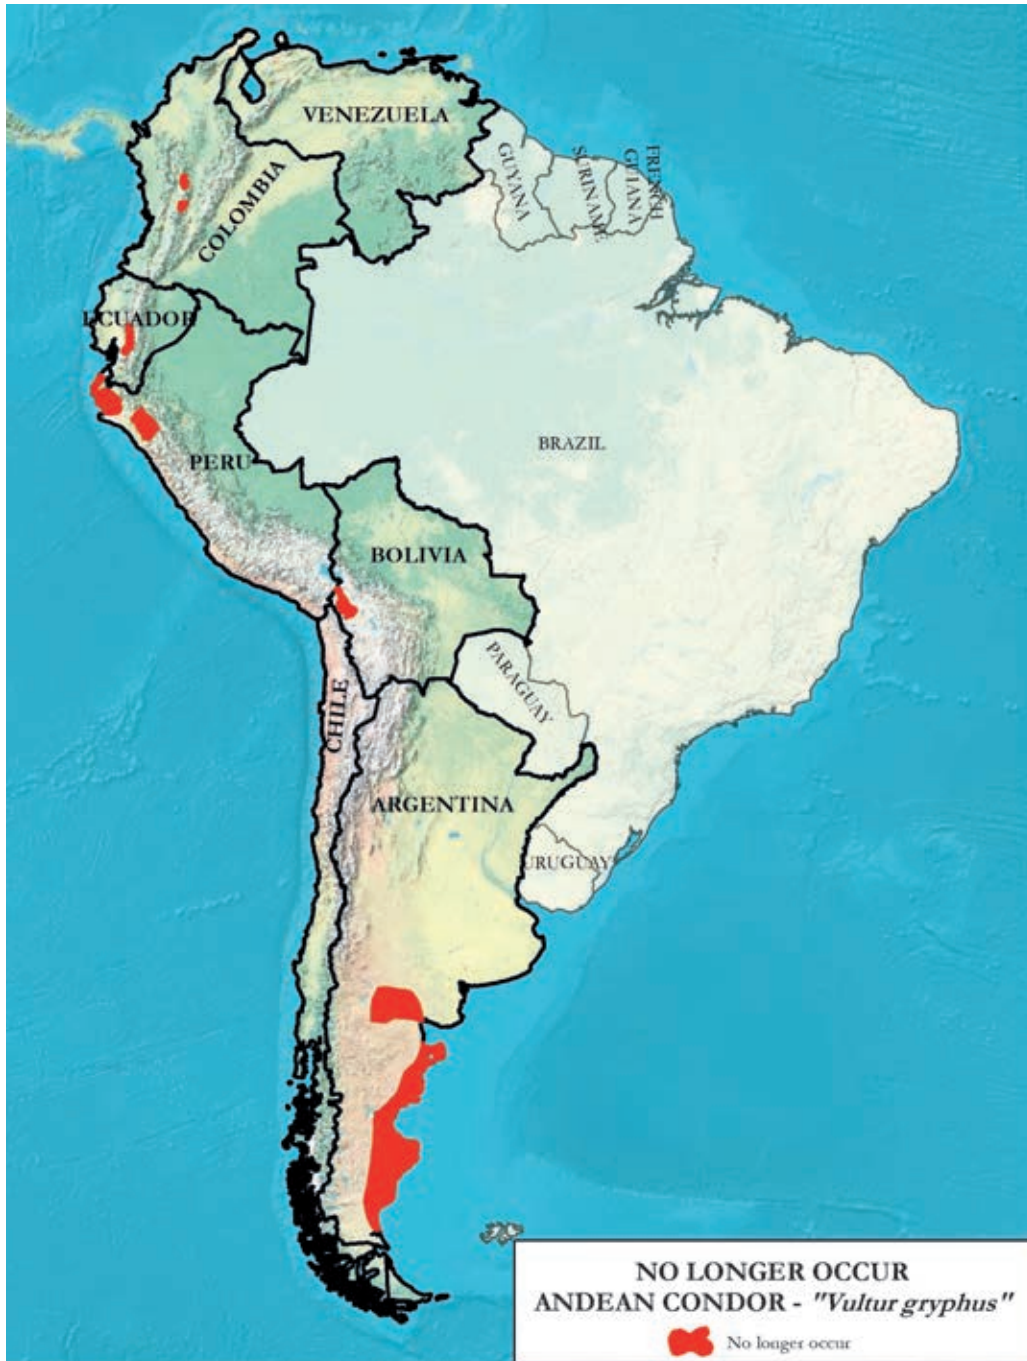 VENEZUELA
GUYANA
SURINAME
FRENCH
GUIANA
COLOMBIA
ECUADOR
BRAZIL
PERU
BOLIVIA
PARAGUAY
CHILE
ARGENTINA
URUGUAY
NO LONGER OCCUR
ANDEAN CONDOR - "Vultur gryphus"
No longer occur